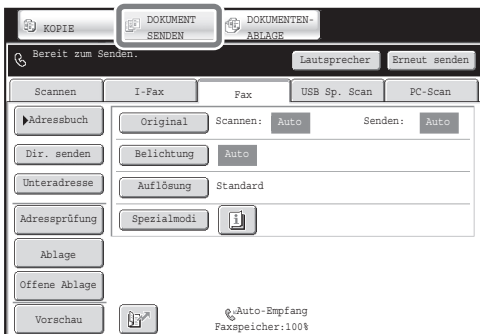 KOPIE
DOKUMENT
SENDEN
DOKUMENTEN-
ABLAGE
Bereit zum Senden.
Lautsprecher
Erneut senden
Scannen
I-Fax
Fax
USB Sp. Scan
PC-Scan
Adressbuch
Original
Scannen:
Auto
Senden:
Auto
Dir. senden
Belichtung
Auto
Unteradresse
Auflösung
Standard
Adressprüfung
Spezialmodi
Ablage
Offene Ablage
Vorschau
Auto-Empfang
Faxspeicher:100%